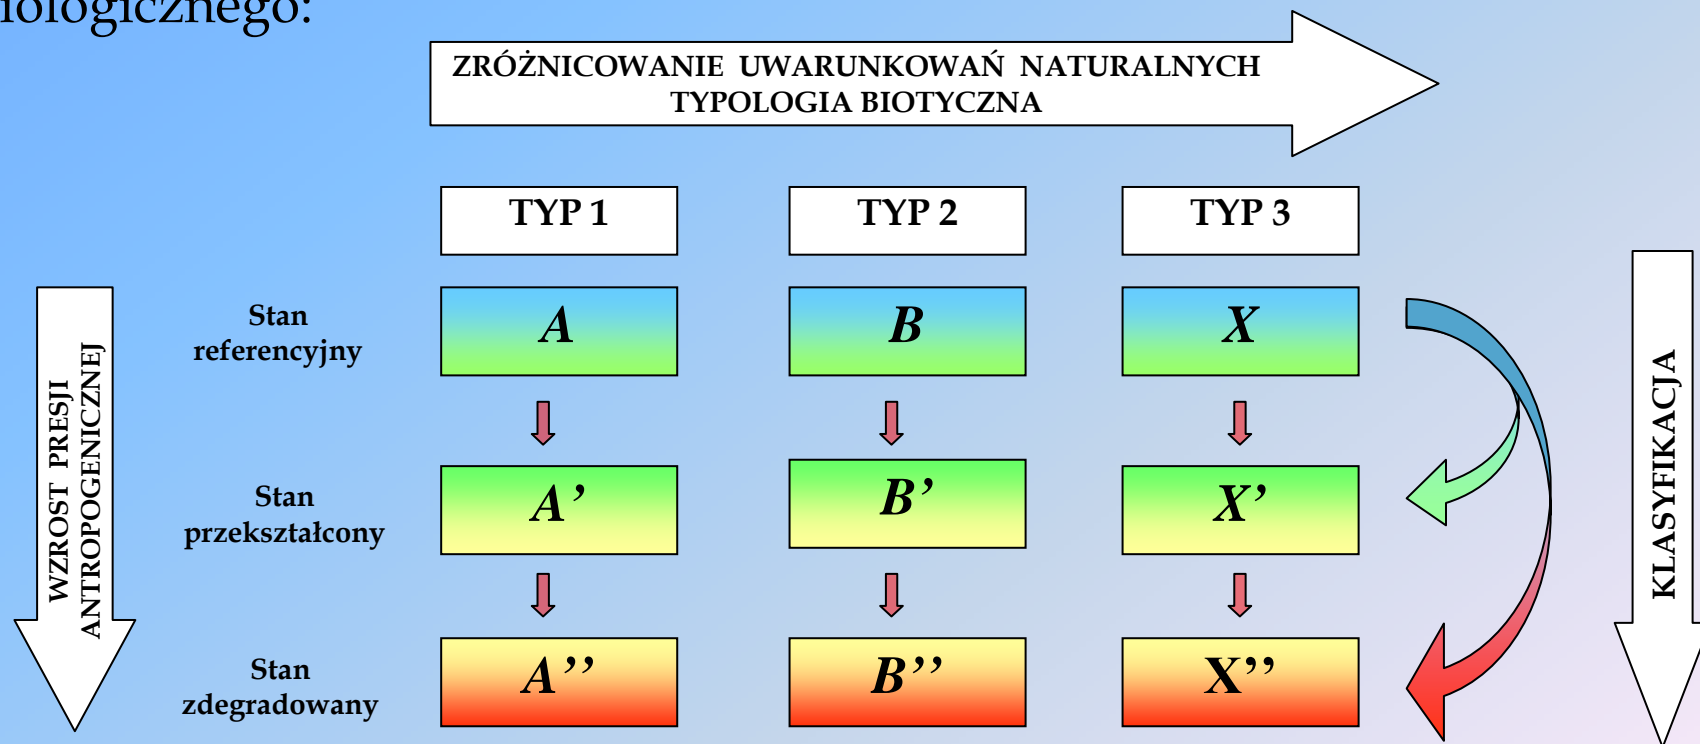 iologicznego:
ZRÓŻNICOWANIE UWARUNKOWAŃ NATURALNYCH
TYPOLOGIA BIOTYCZNA
TYP 1
TYP 2
TYP 3
WZROST PRESJI
ANTROPOGENICZNEJ
Stan
referencyjny
A
B
X
Stan
przekształcony
A’
B’
X’
Stan
zdegradowany
A’’
B’’
X’’
KLASYFIKACJA